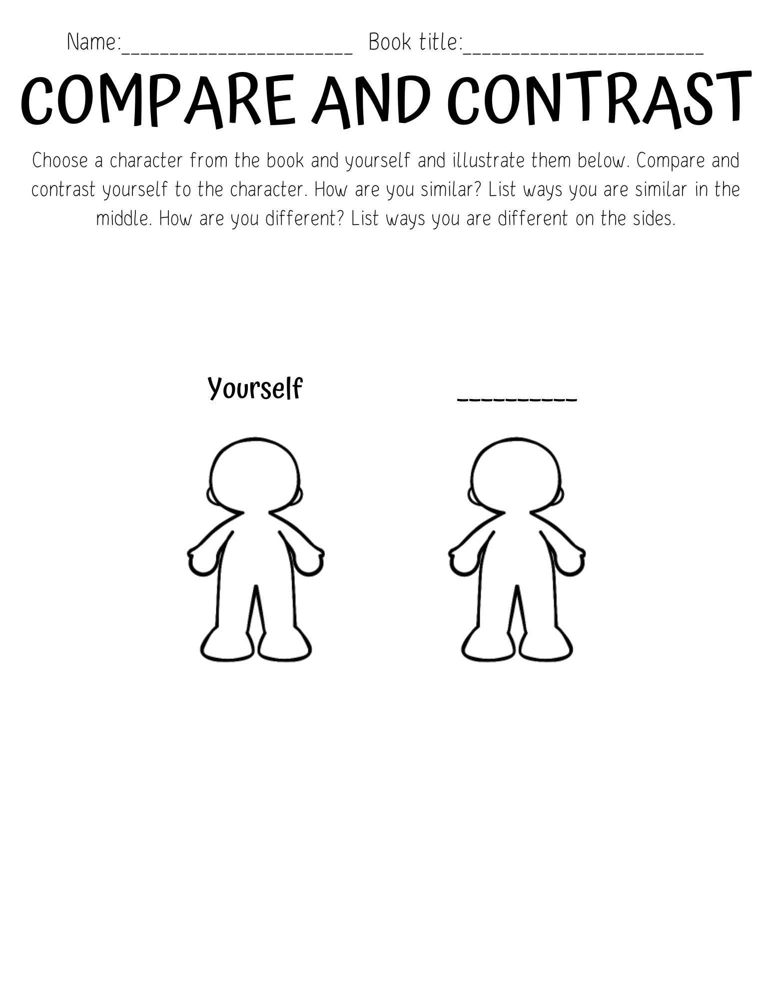 Name:________________________ Book title:_________________________
COMPARE AND CONTRAST
Choose a character from the book and yourself and illustrate them below. Compare and
contrast yourself to the character. How are you similar? List ways you are similar in the
middle. How are you different? List ways you are different on the sides.
Yourself __________